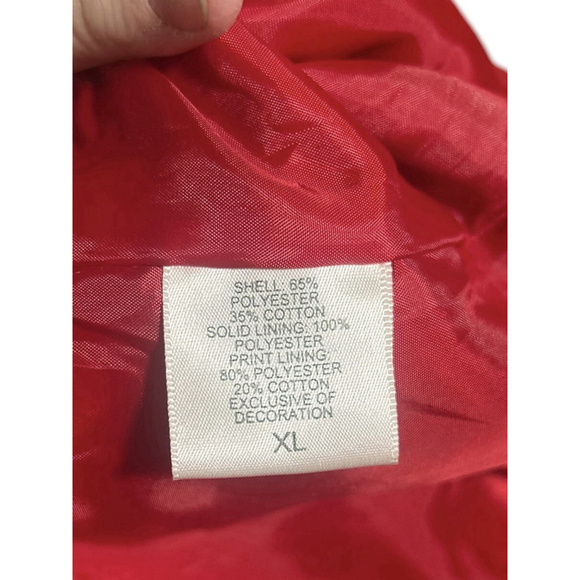 SHELL: 65%
POLYESTER
35% COTTON
SOLID LINING: 100%
POLYESTER
PRINT LINING:
80% POLYESTER
20% COTTON
EXCLUSIVE OF
DECORATION
XL